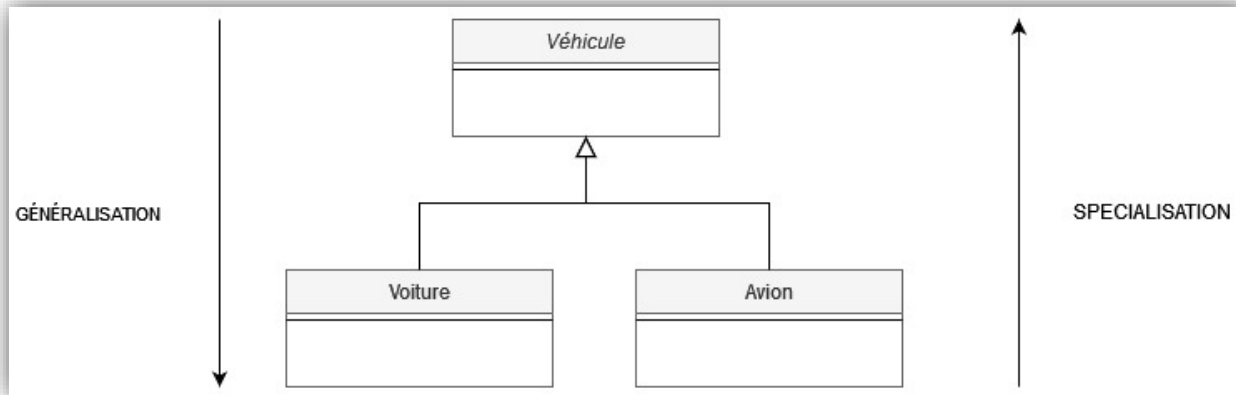 Véhicule
GÉNÉRALISATION
SPECIALISATION
Voiture
Avion